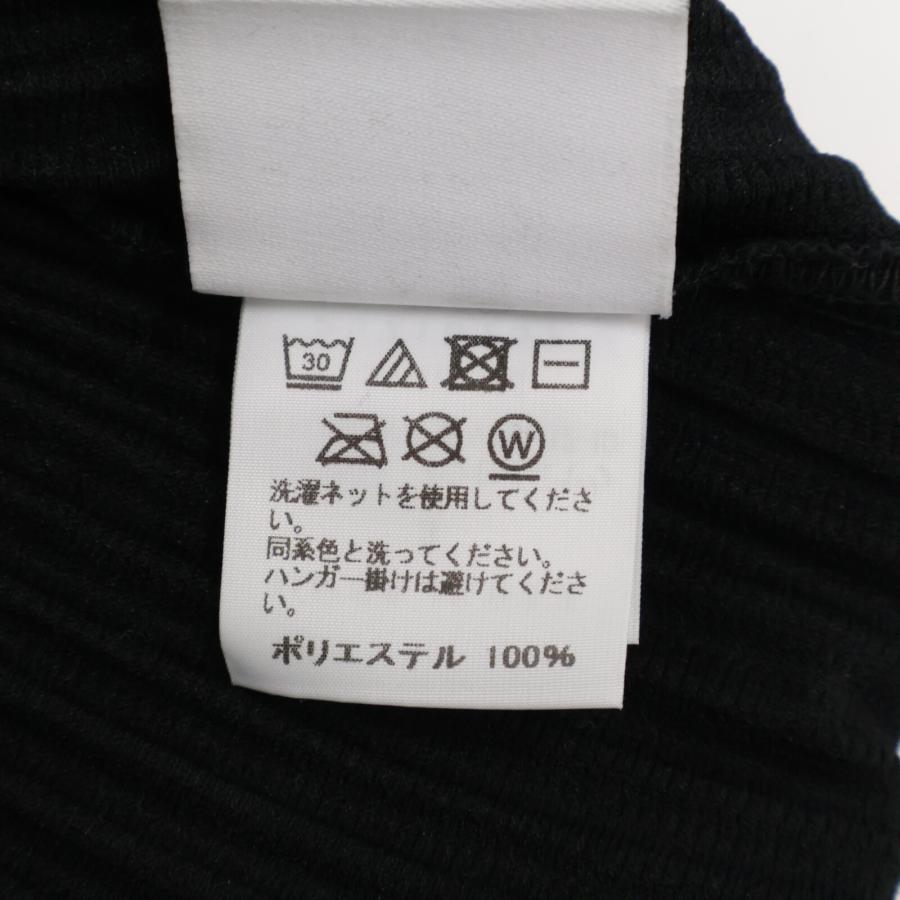 30
W
洗濯ネットを使用してくださ
い。
同系色と洗ってください。
ハンガー掛けは避けてくださ
い。
ポリエステル 100%